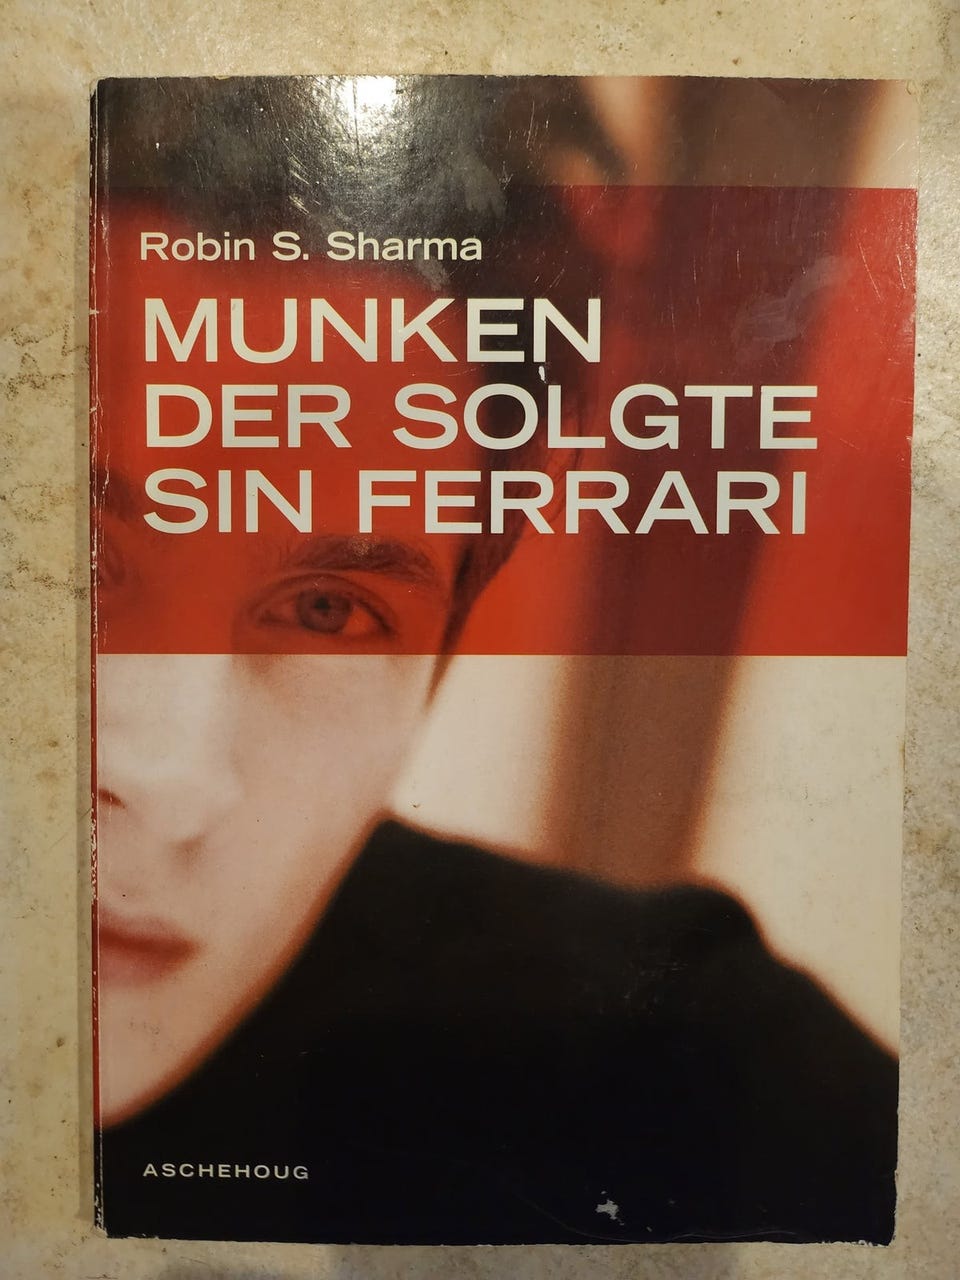 Robin S. Sharma
MUNKEN
DER SOLGTE
SIN FERRARI
ASCHEHOUG